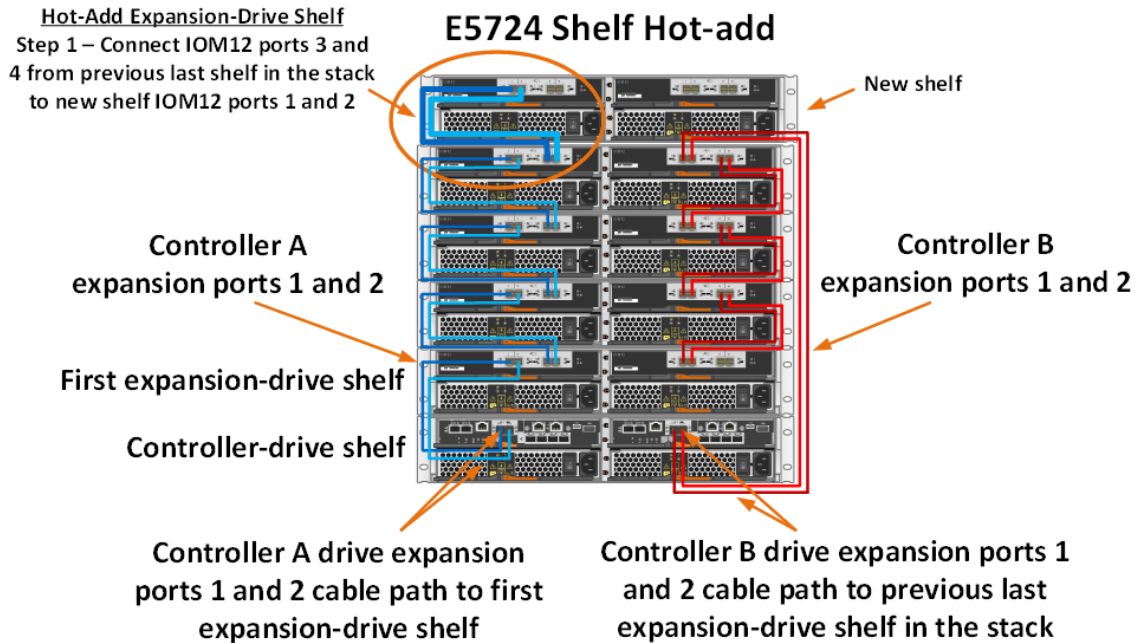 Hot-Add Expansion-Drive Shelf
Step 1 – Connect IOM12 ports 3 and
4 from previous last shelf in the stack
to new shelf IOM12 ports 1 and 2
E5724 Shelf Hot-add
New shelf
Controller A
expansion ports 1 and 2
Controller B
expansion ports 1 and 2
First expansion-drive shelf
Controller-drive shelf
Controller A drive expansion
ports 1 and 2 cable path to first
expansion-drive shelf
Controller B drive expansion ports 1
and 2 cable path to previous last
expansion-drive shelf in the stack